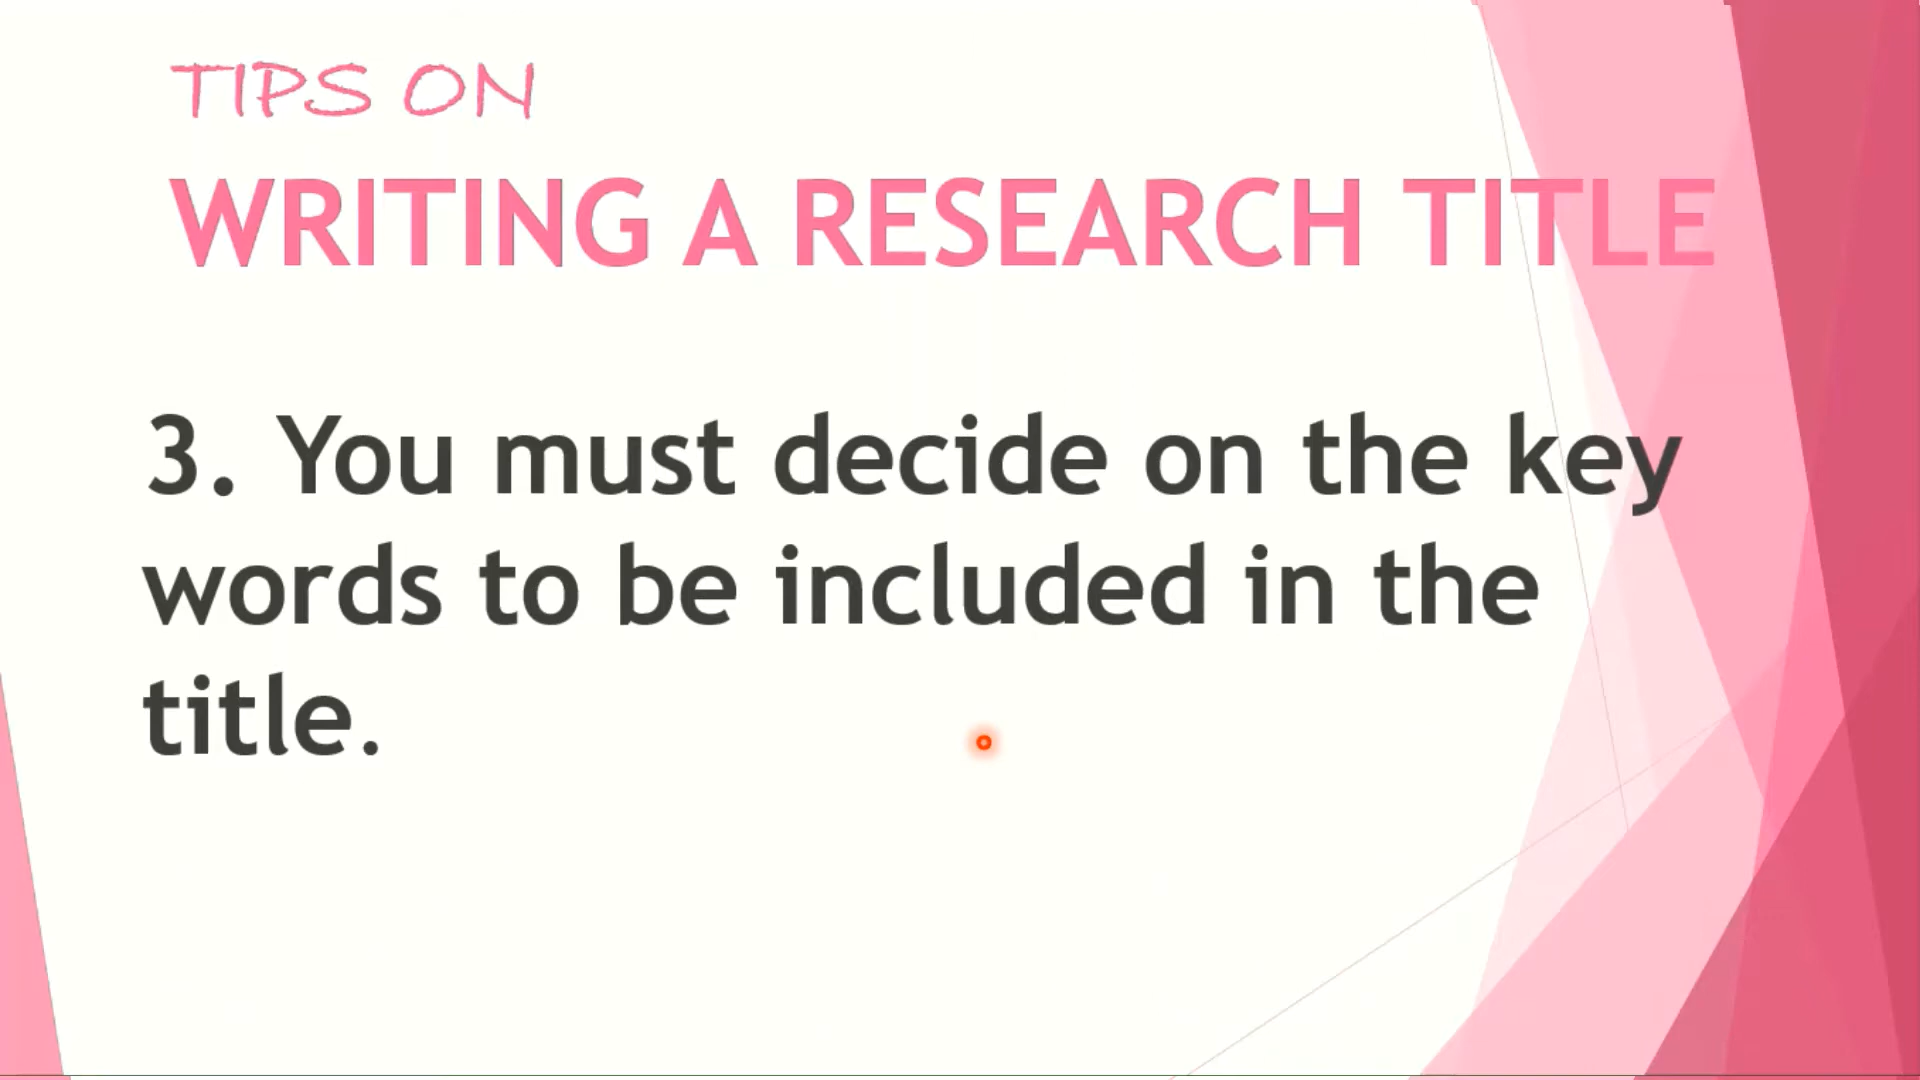 TIPS ON
WRITING A RESEARCH TITLE
3. You must decide on the key
words to be included in the
title.